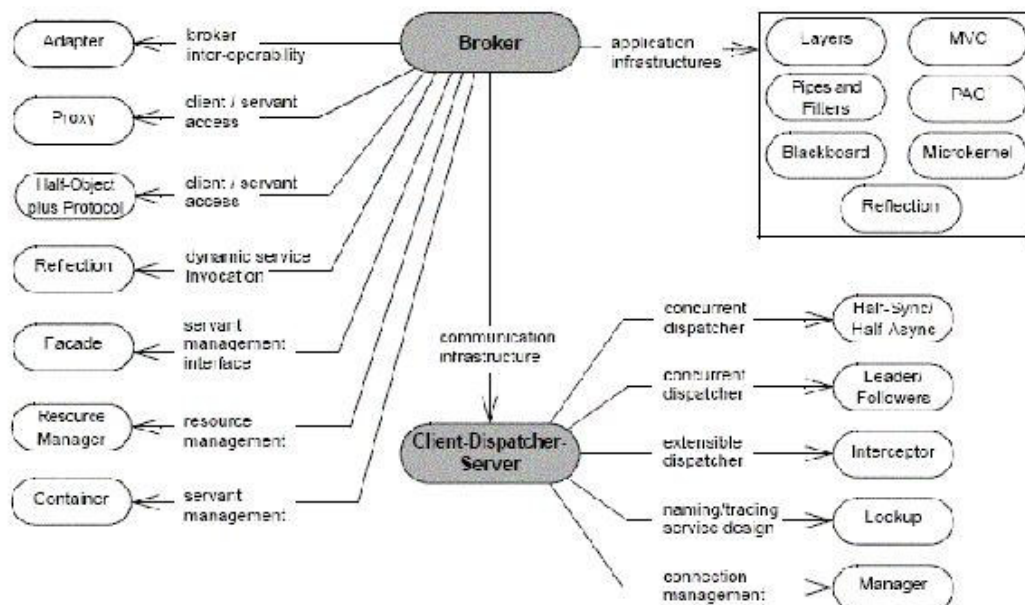 Adapter
broker
inter-operability
Broker
application
infrastructures
Layers
MVC
Pipes and
Filters
PAC
Blackboard
Microkernel
Reflection
Proxy
client / servant
access
Half-Object
plus Protocol
client / servant
access
Reflection
dynamic service
invocation
Facade
servant
management
interface
communication
infrastructure
Resource
Manager
resource
management
Container
servant
management
Client-Dispatcher-
Server
concurrent
dispatcher
Half-Sync/
Half Async
concurrent
dispatcher
Leader/
Followers
extensible
dispatcher
Interceptor
naming/trading
service design
Lookup
connection
management
Manager